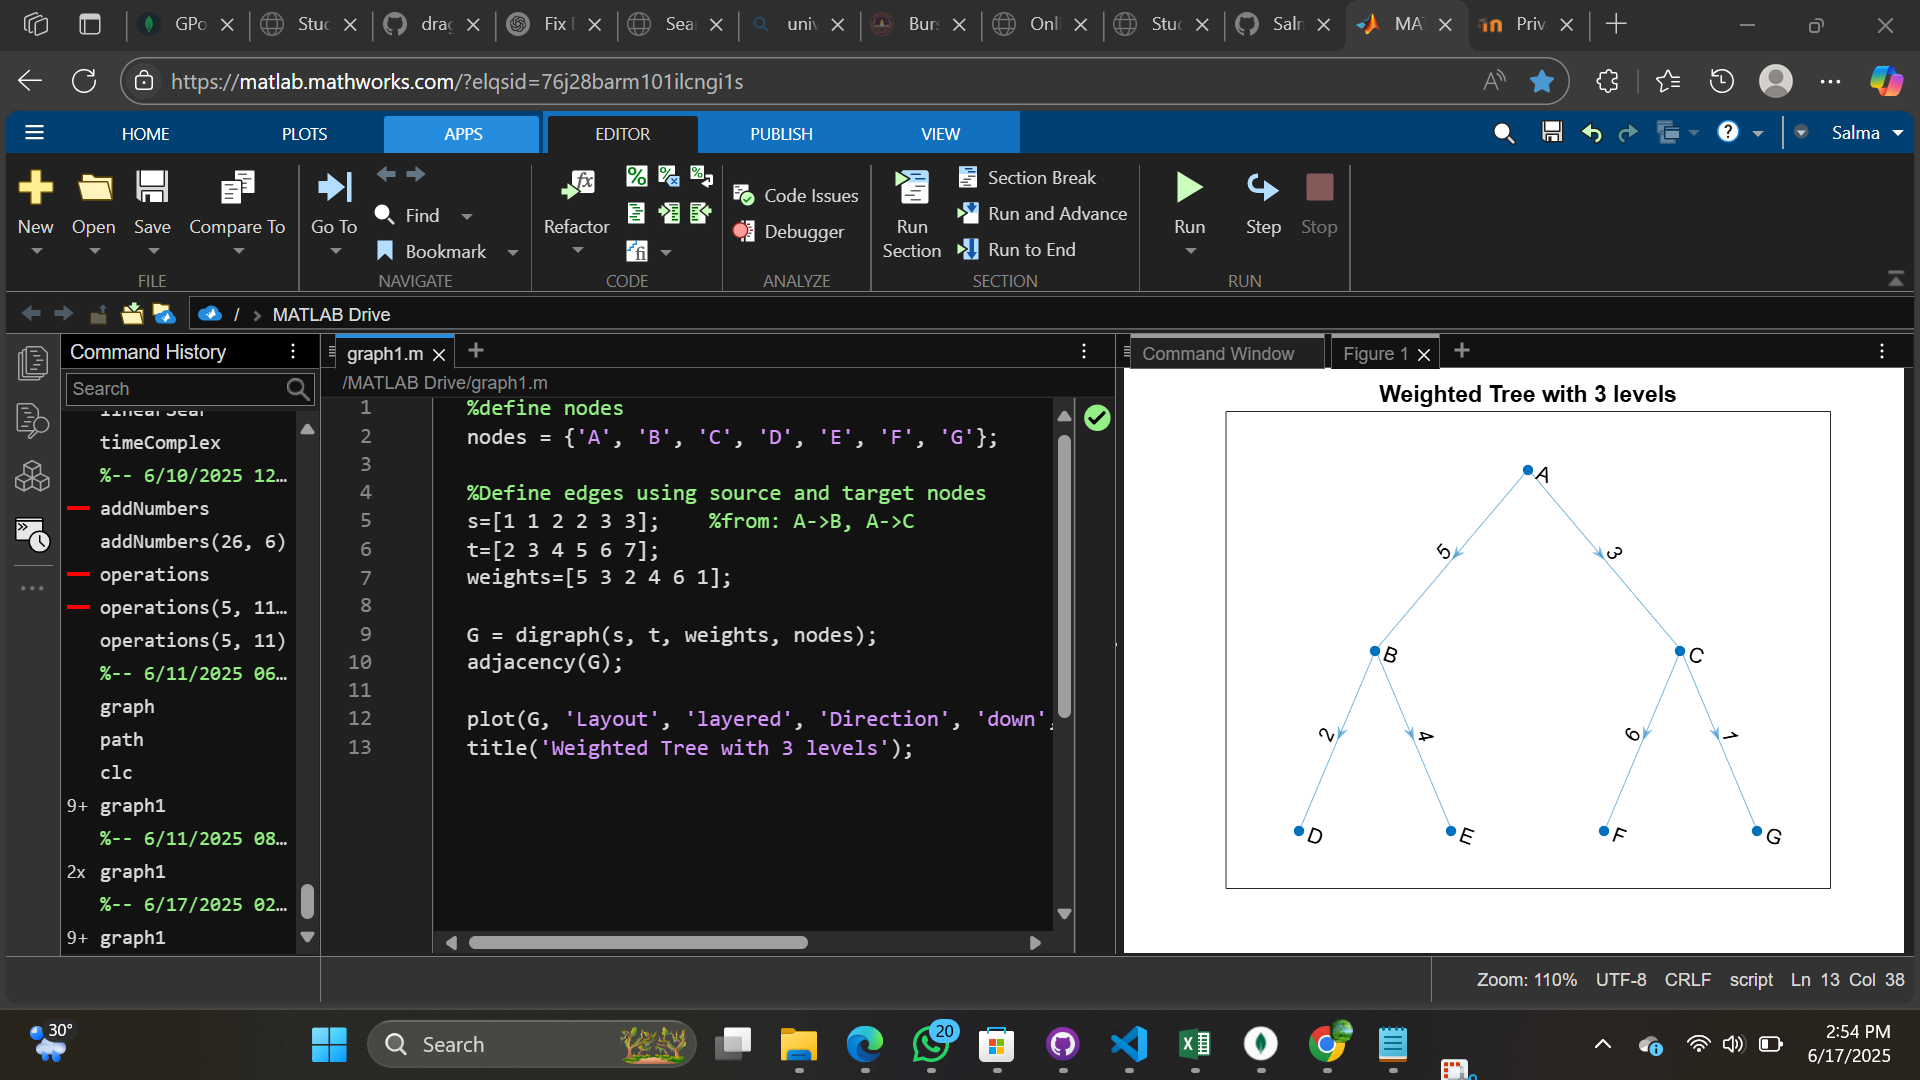 GPo
Stuc
drag
Fix I
Sear
univ
Burs
Onli
Stuc
Saln
MAT
Priv
https://matlab.mathworks.com/?elqsid=76j28barm101ilcngi1s
HOME
PLOTS
APPS
EDITOR
PUBLISH
VIEW
Salma
New
Open
Save
Compare To
FILE
Go To
Find
Bookmark
NAVIGATE
Refactor
CODE
Code Issues
Debugger
ANALYZE
Run
Section
Section Break
Run and Advance
Run to End
SECTION
Run
Step
Stop
RUN
/ > MATLAB Drive
Command History
Search
linearSear
timeComplex
%-- 6/10/2025 12...
addNumbers
addNumbers(26, 6)
operations
operations(5, 11...
operations(5, 11)
%-- 6/11/2025 06...
graph
path
clc
9+ graph1
%-- 6/11/2025 08...
2x graph1
%-- 6/17/2025 02...
9+ graph1
graph1.m
/MATLAB Drive/graph1.m
1 %define nodes
2 nodes = {'A', 'B', 'C', 'D', 'E', 'F', 'G'};
3
4 %Define edges using source and target nodes
5 s=[1 1 2 2 3 3]; %from: A->B, A->C
6 t=[2 3 4 5 6 7];
7 weights=[5 3 2 4 6 1];
8
9 G = digraph(s, t, weights, nodes);
10 adjacency(G);
11
12 plot(G, 'Layout', 'layered', 'Direction', 'down',
13 title('Weighted Tree with 3 levels');
Command Window
Figure 1
Weighted Tree with 3 levels
A
5 3
B C
2 4 6 1
D E F G
Zoom: 110% UTF-8 CRLF script Ln 13 Col 38
30°
Search
20
2:54 PM
6/17/2025